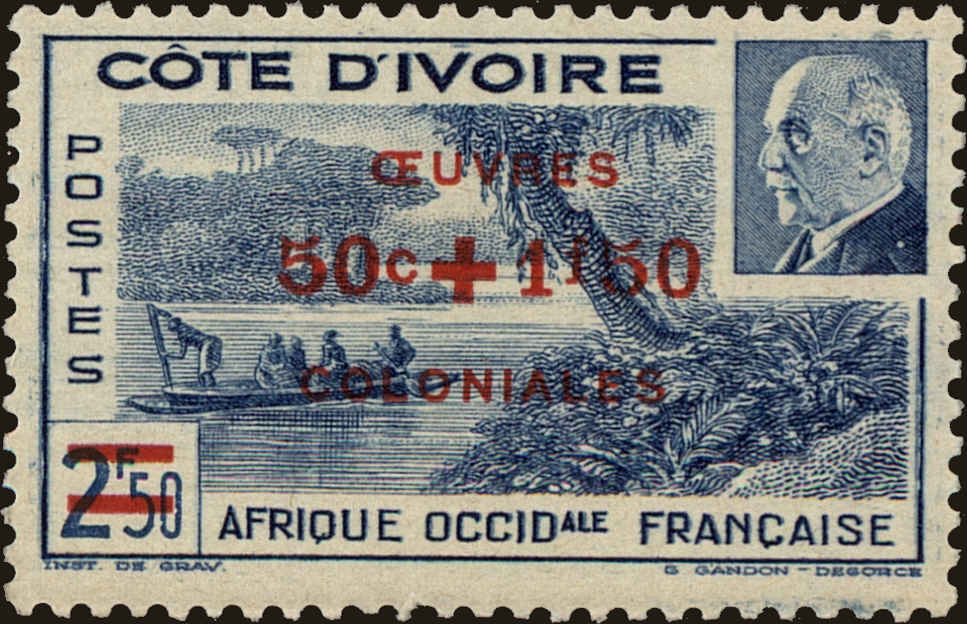 CÔTE D'IVOIRE
POSTES
ŒUVRES
50c + 1f50
COLONIALES
2F50
AFRIQUE OCCIDALE FRANÇAISE
INST. DE GRAV.
G GANDON - DEGORCE